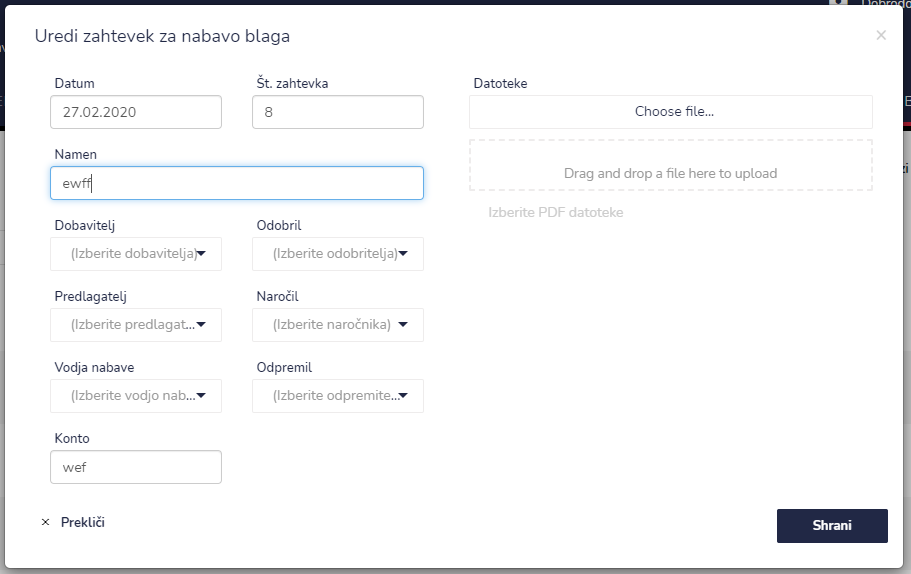 Uredi zahtevek za nabavo blaga
×
Datum
Št. zahtevka
27.02.2020
8
Namen
ewff
Dobavitelj
Odobril
(Izberite dobavitelja)
(Izberite odobritelja)
Predlagatelj
Naročil
(Izberite predlagat...
(Izberite naročnika)
Vodja nabave
Odpremil
(Izberite vodjo nab...
(Izberite odpremite...
Konto
wef
Datoteke
Choose file...
Drag and drop a file here to upload
Izberite PDF datoteke
× Prekliči
Shrani